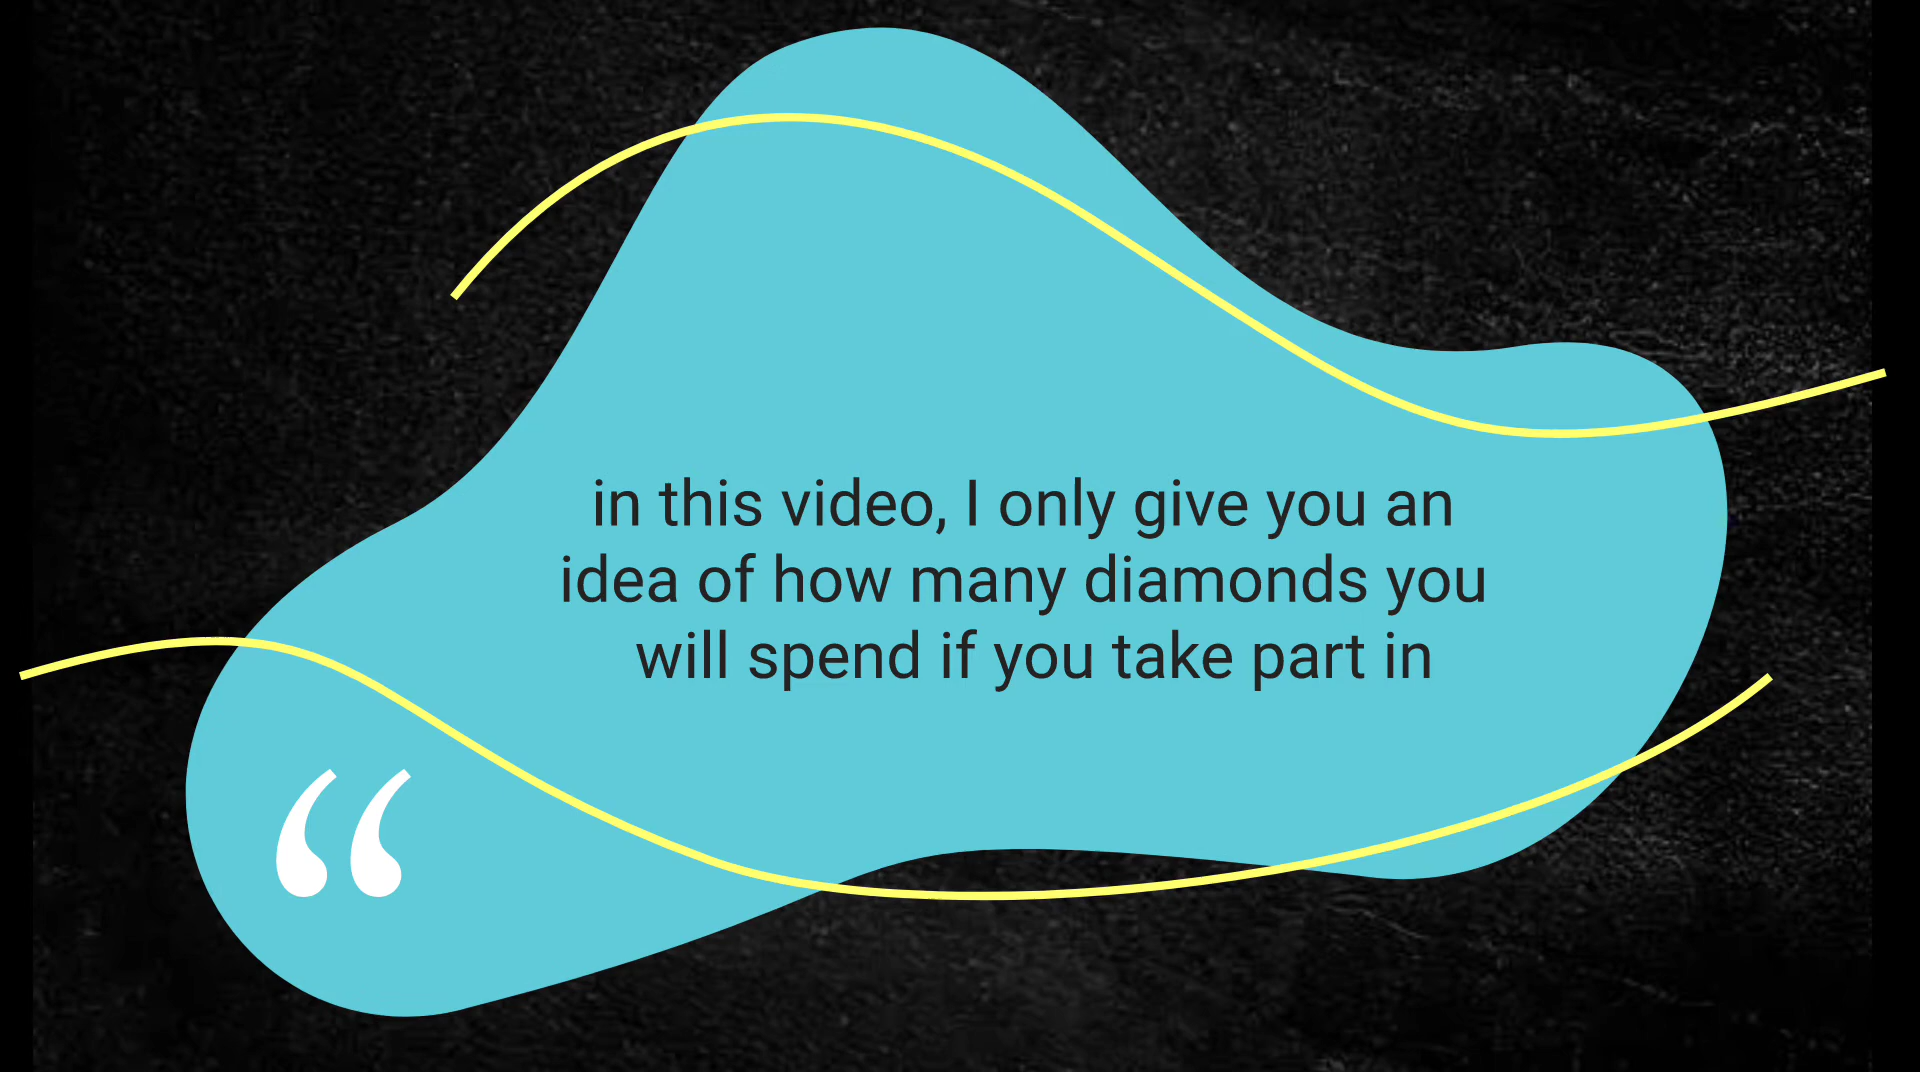 in this video, I only give you an
idea of how many diamonds you
will spend if you take part in
“